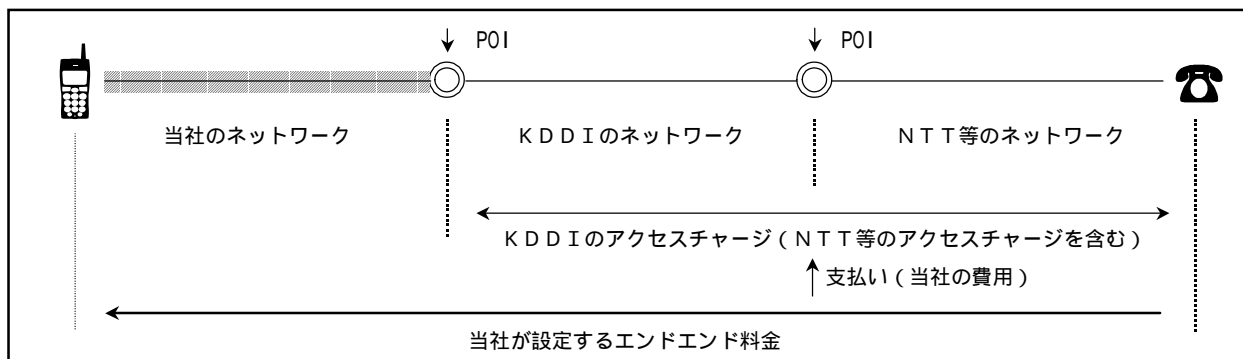 POI
POI
当社のネットワーク
ＫＤＤＩのネットワーク
ＮＴＴ等のネットワーク
ＫＤＤＩのアクセスチャージ（ＮＴＴ等のアクセスチャージを含む）
支払い（当社の費用）
当社が設定するエンドエンド料金